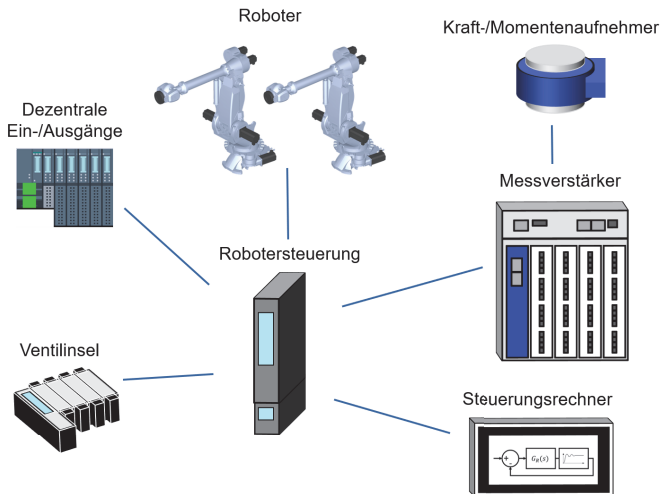 Roboter
Kraft-/Momentenaufnehmer
Dezentrale
Ein-/Ausgänge
Messverstärker
Robotersteuerung
Ventilinsel
Steuerungsrechner
+
-
G_R(s)